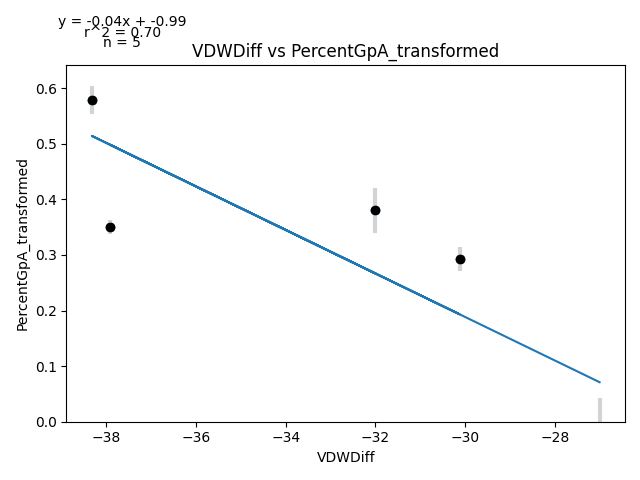 y = -0.04x + -0.99
r^2 = 0.70
n = 5
VDWDiff vs PercentGpA_transformed
PercentGpA_transformed
0.6
0.5
0.4
0.3
0.2
0.1
0.0
−38
−36
−34
−32
−30
−28
VDWDiff